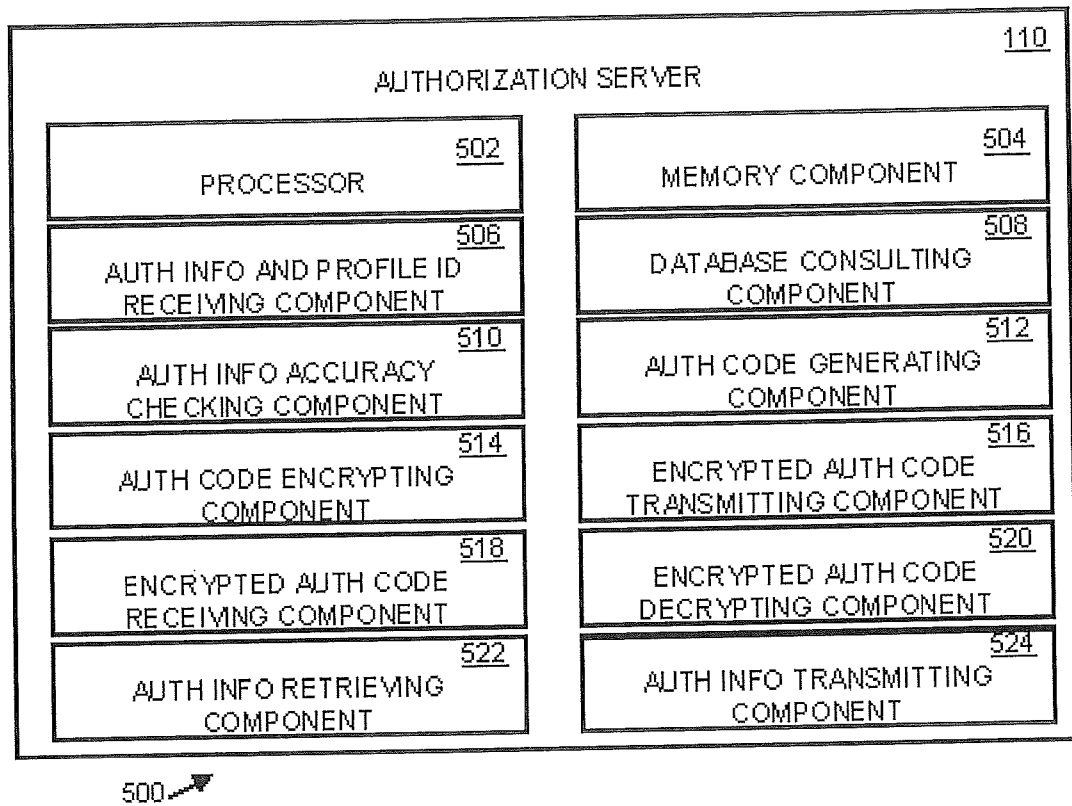 110
AUTHORIZATION SERVER
502
PROCESSOR
504
MEMORY COMPONENT
506
AUTH INFO AND PROFILE ID
RECEIVING COMPONENT
508
DATABASE CONSULTING
COMPONENT
510
AUTH INFO ACCURACY
CHECKING COMPONENT
512
AUTH CODE GENERATING
COMPONENT
514
AUTH CODE ENCRYPTING
COMPONENT
516
ENCRYPTED AUTH CODE
TRANSMITTING COMPONENT
518
ENCRYPTED AUTH CODE
RECEIVING COMPONENT
520
ENCRYPTED AUTH CODE
DECRYPTING COMPONENT
522
AUTH INFO RETRIEVING
COMPONENT
524
AUTH INFO TRANSMITTING
COMPONENT
500